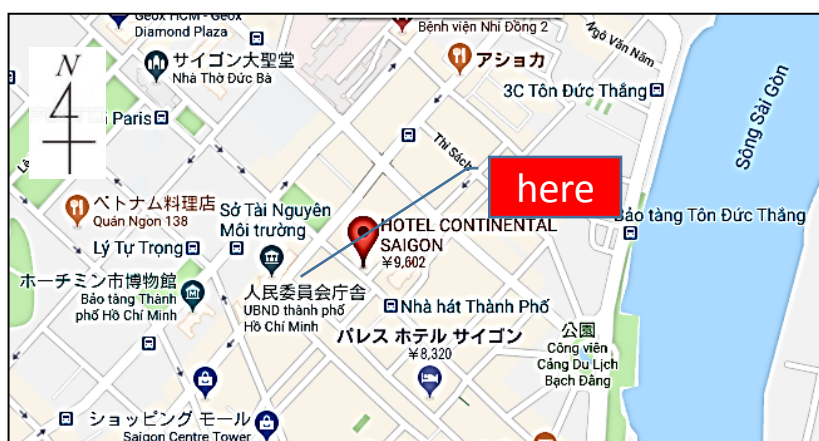 Geox HCM - Geox
Diamond Plaza
Bệnh viện Nhi Đồng 2
Ngô Văn Năm
N
サイゴン大聖堂
Nhà Thờ Đức Bà
アショカ
3C Tôn Đức Thắng
Paris
Thi Sách
Sông Sài Gòn
here
ベトナム料理店
Quán Ngon 138
Sở Tài Nguyên
Môi trường
HOTEL CONTINENTAL
SAIGON
¥9,602
Bảo tàng Tôn Đức Thắng
Lý Tự Trọng
ホーチミン市博物館
Bảo tàng Thành
phố Hồ Chí Minh
人民委員会庁舎
UBND thành phố
Hồ Chí Minh
Nhà hát Thành Phố
パレス ホテル サイゴン
¥8,320
公園
Công viên
Cảng Du Lịch
Bạch Đằng
ショッピング モール
Saigon Centre Tower